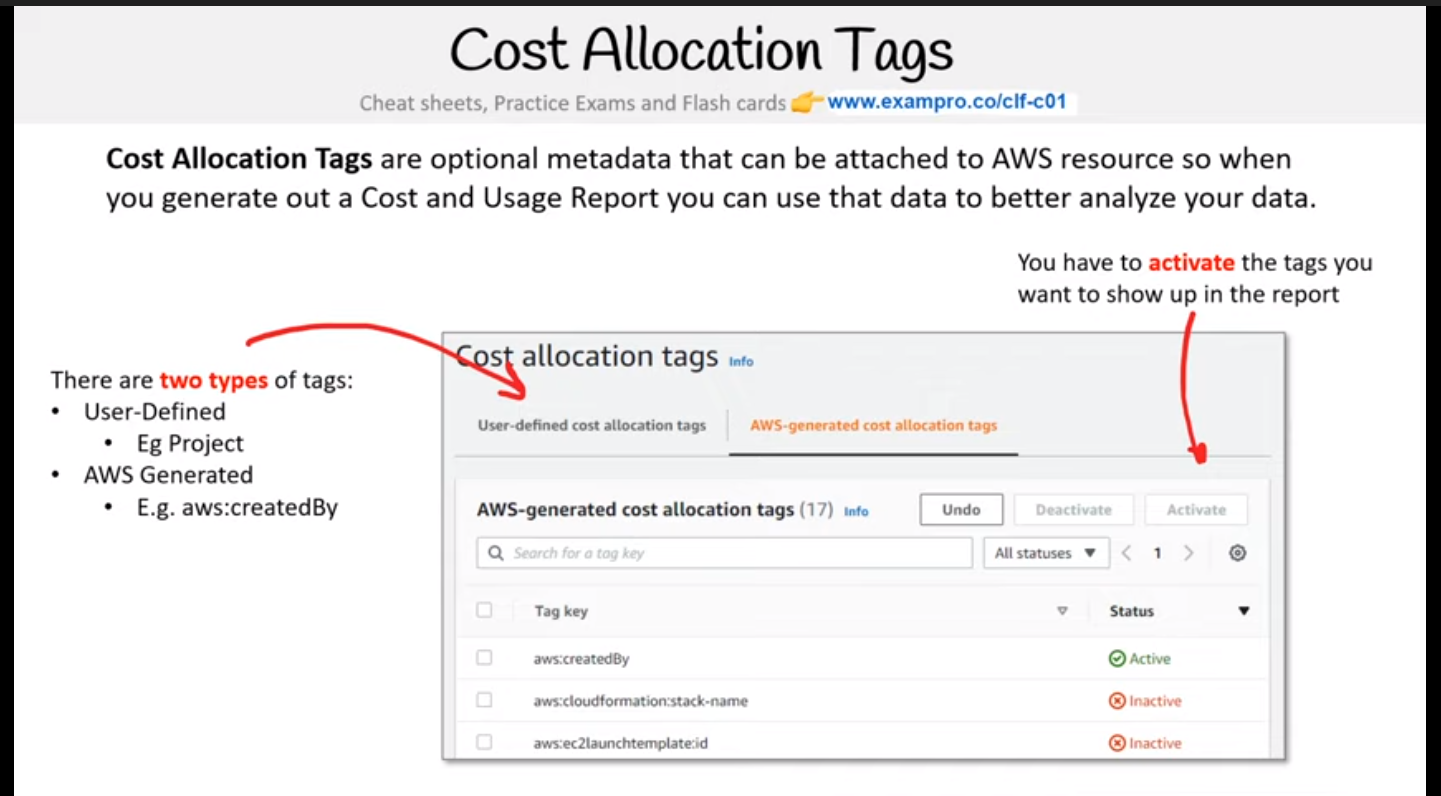 Cost Allocation Tags
Cheat sheets, Practice Exams and Flash cards 👉 www.exampro.co/clf-c01
Cost Allocation Tags are optional metadata that can be attached to AWS resource so when
you generate out a Cost and Usage Report you can use that data to better analyze your data.
You have to activate the tags you
want to show up in the report
There are two types of tags:
• User-Defined
• Eg Project
• AWS Generated
• E.g. aws:createdBy
Cost allocation tags Info
User-defined cost allocation tags AWS-generated cost allocation tags
AWS-generated cost allocation tags (17) Info Undo Deactivate Activate
Search for a tag key All statuses 1
Tag key Status
aws:createdBy Active
aws:cloudformation:stack-name Inactive
aws:ec2launchtemplate:id Inactive